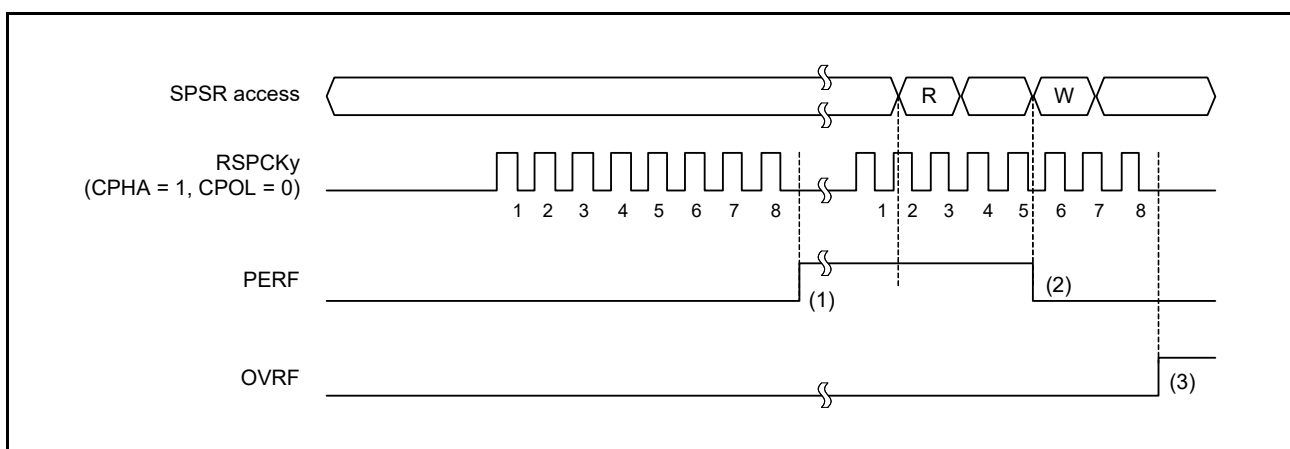 SPSR access
R
W
RSPCKy
(CPHA = 1, CPOL = 0)
1 2 3 4 5 6 7 8 1 2 3 4 5 6 7 8
PERF
(1)
(2)
OVRF
(3)